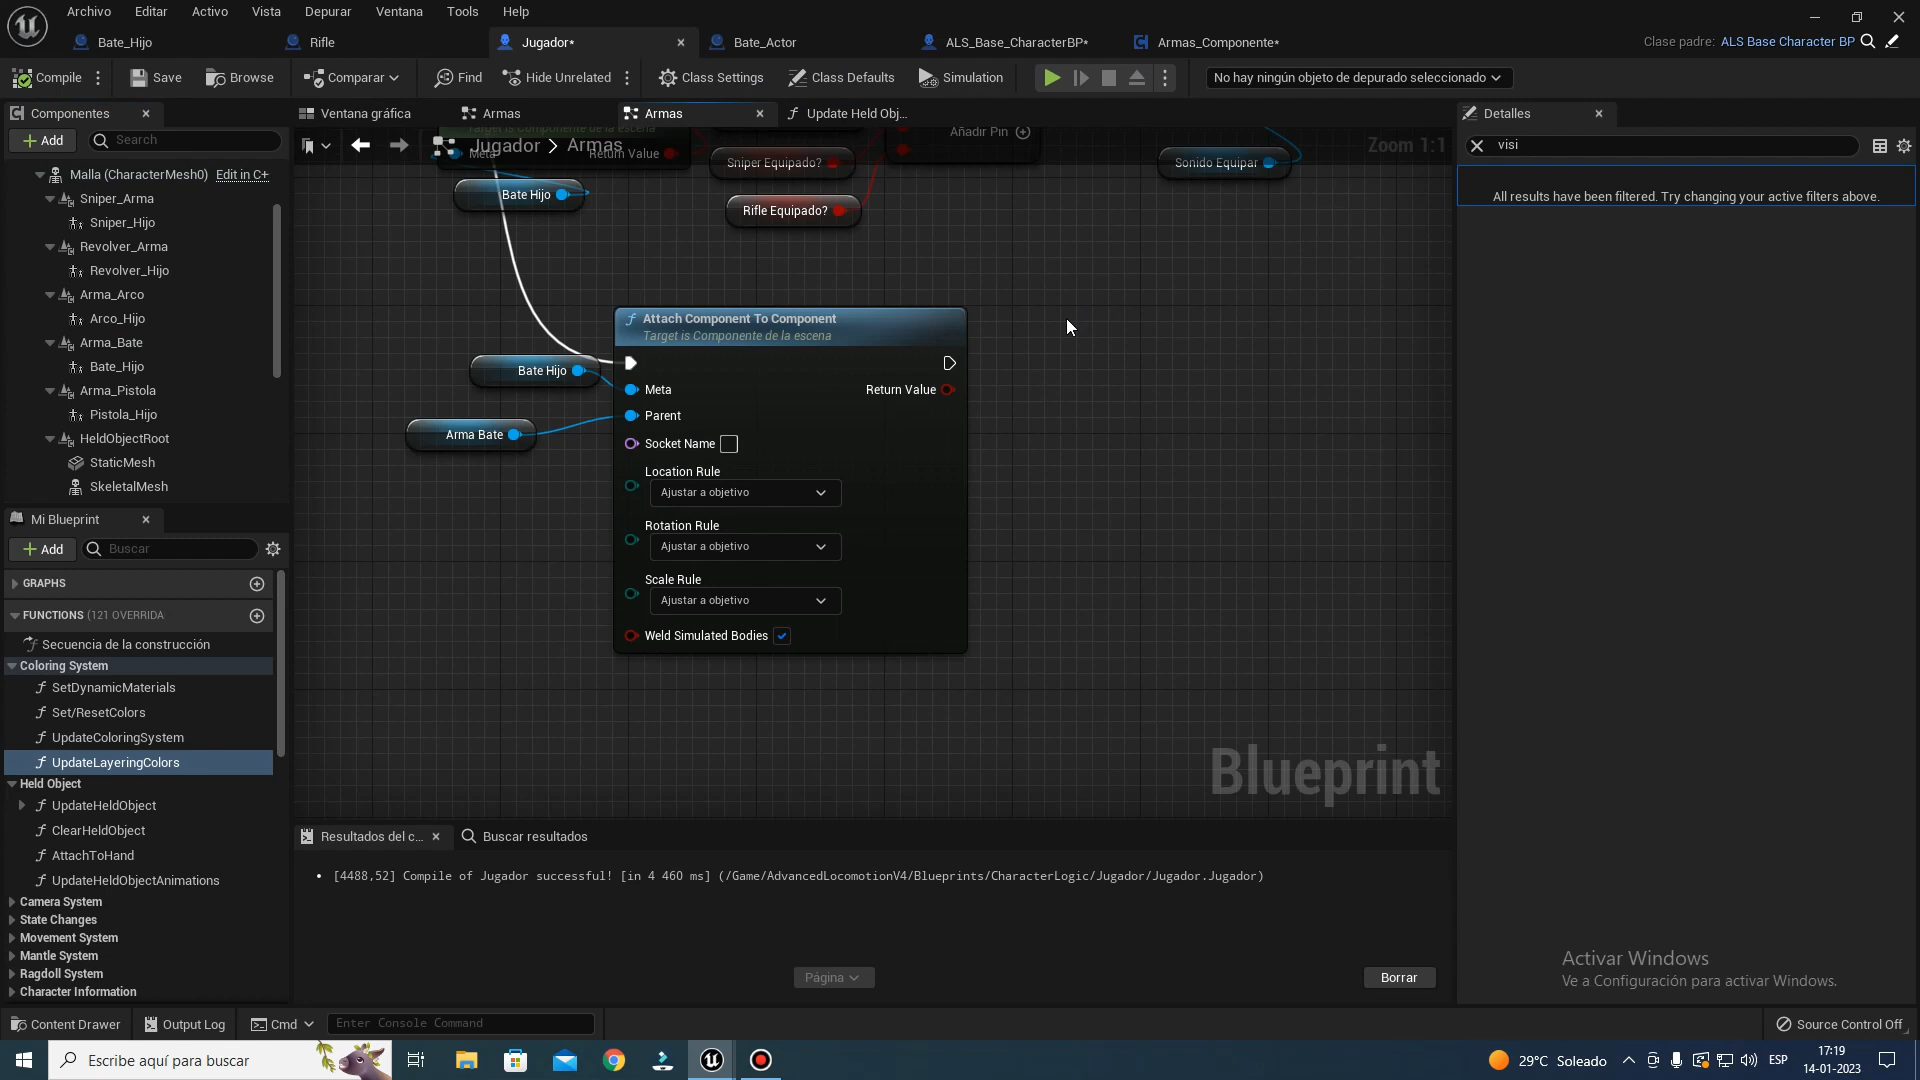 Archivo Editar Activo Vista Depurar Ventana Tools Help
Bate_Hijo
Rifle
Jugador*
Bate_Actor
ALS_Base_CharacterBP*
Armas_Componente*
Clase padre: ALS Base Character BP
Compile
Save
Browse
Comparar
Find
Hide Unrelated
Class Settings
Class Defaults
Simulation
No hay ningún objeto de depurado seleccionado
Componentes
Add
Search
Malla (CharacterMesh0) Edit in C+
Sniper_Arma
Sniper_Hijo
Revolver_Arma
Revolver_Hijo
Arma_Arco
Arco_Hijo
Arma_Bate
Bate_Hijo
Arma_Pistola
Pistola_Hijo
HeldObjectRoot
StaticMesh
SkeletalMesh
Mi Blueprint
Add
Buscar
GRAPHS
FUNCTIONS (121 OVERRIDA
Secuencia de la construcción
Coloring System
SetDynamicMaterials
Set/ResetColors
UpdateColoringSystem
UpdateLayeringColors
Held Object
UpdateHeldObject
ClearHeldObject
AttachToHand
UpdateHeldObjectAnimations
Camera System
State Changes
Movement System
Mantle System
Ragdoll System
Character Information
Ventana gráfica
Armas
Armas
Update Held Obj...
Target is Componente de la escena
Jugador > Armas
Meta
Return Value
Zoom 1:1
Añadir Pin
Sniper Equipado?
Sonido Equipar
Bate Hijo
Rifle Equipado?
Attach Component To Component
Target is Componente de la escena
Bate Hijo
Meta
Return Value
Parent
Arma Bate
Socket Name
Location Rule
Ajustar a objetivo
Rotation Rule
Ajustar a objetivo
Scale Rule
Ajustar a objetivo
Weld Simulated Bodies
Blueprint
Resultados del c...
Buscar resultados
[4488,52] Compile of Jugador successful! [in 4 460 ms] (/Game/AdvancedLocomotionV4/Blueprints/CharacterLogic/Jugador/Jugador.Jugador)
Página
Borrar
Detalles
visi
All results have been filtered. Try changing your active filters above.
Activar Windows
Ve a Configuración para activar Windows.
Content Drawer
Output Log
Cmd
Enter Console Command
Source Control Off
Escribe aquí para buscar
29°C Soleado
ESP
17:19
14-01-2023